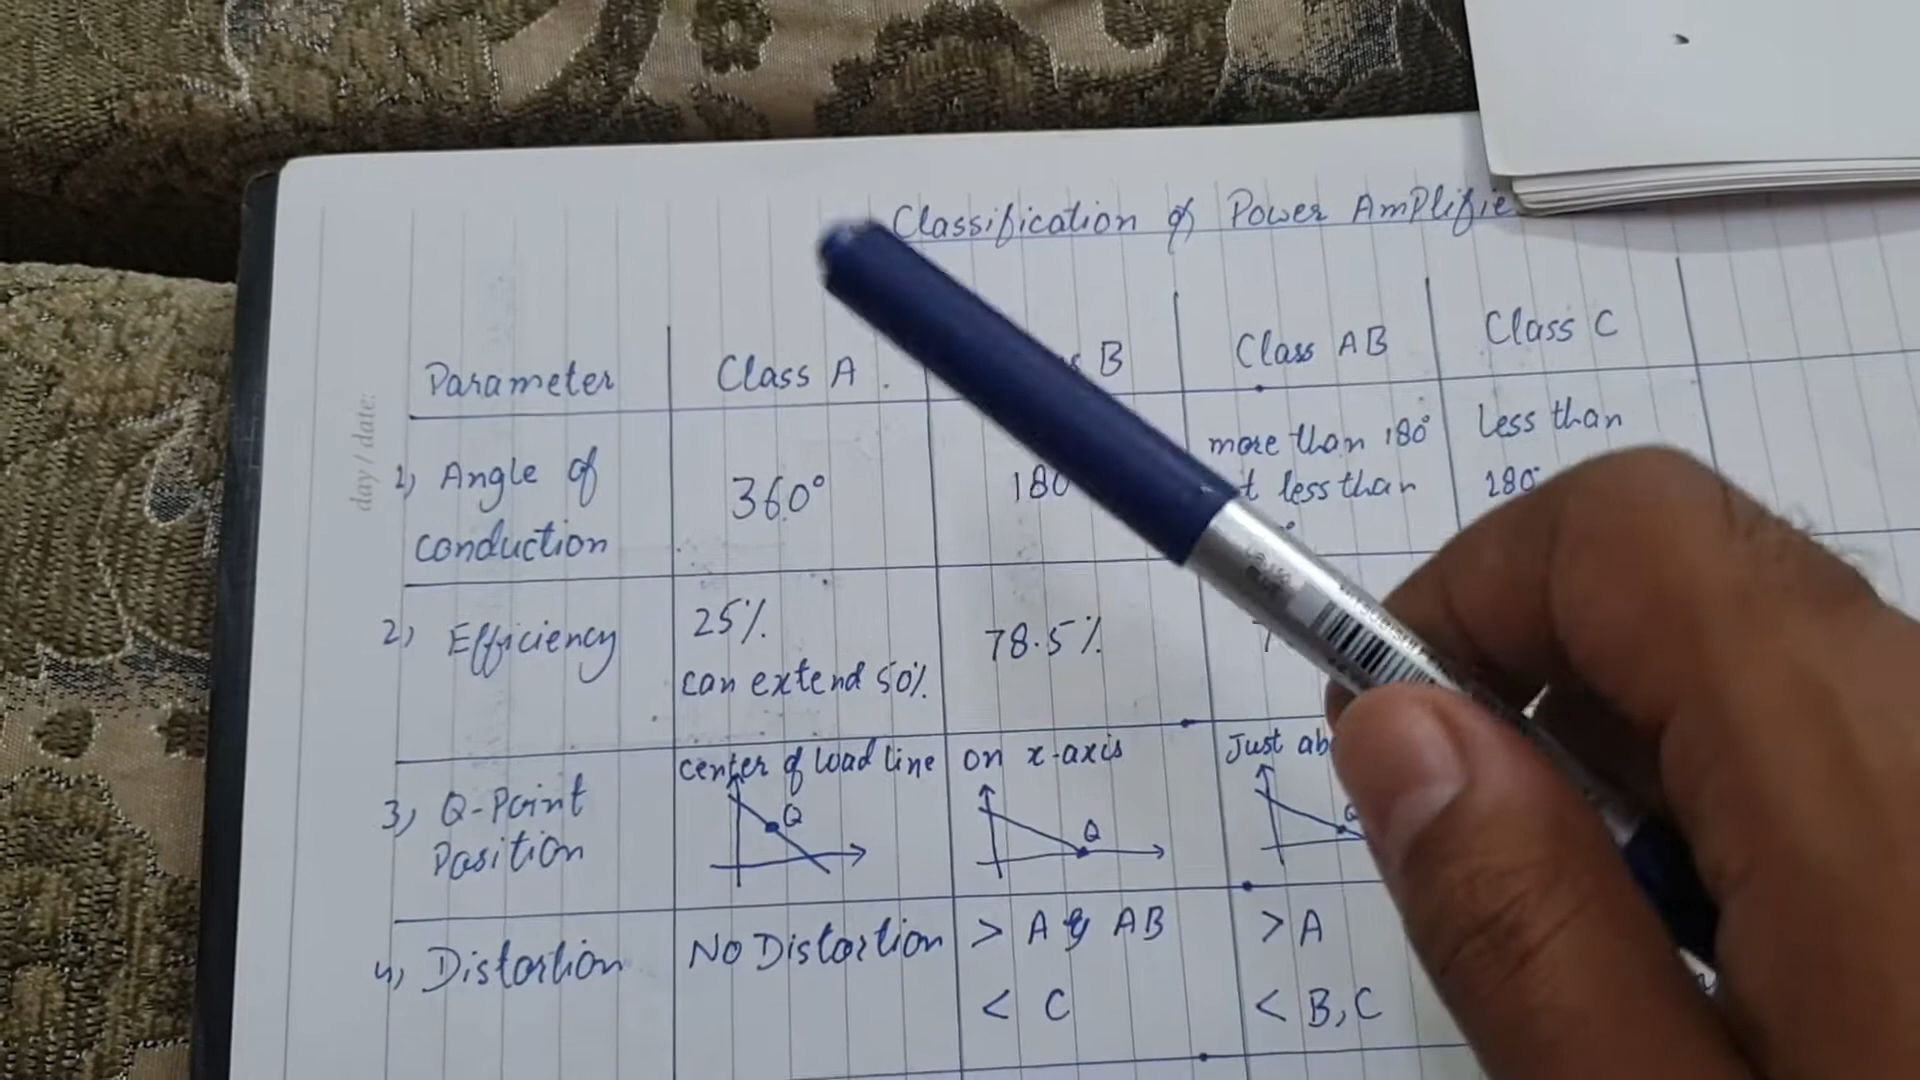 Classification of Power AmPlifie
day / date:
Parameter
Class A
B
Class AB
Class C
1) Angle of
conduction
360°
180
more than 180°
less than
Less than
180°
2) Efficiency
25%
can extend 50%
78.5%
3) Q-Point
Position
center of load line
Q
on x-axis
Q
Just ab
Q
4) Distortion
No Distortion
> A & AB
< C
> A
< B, C